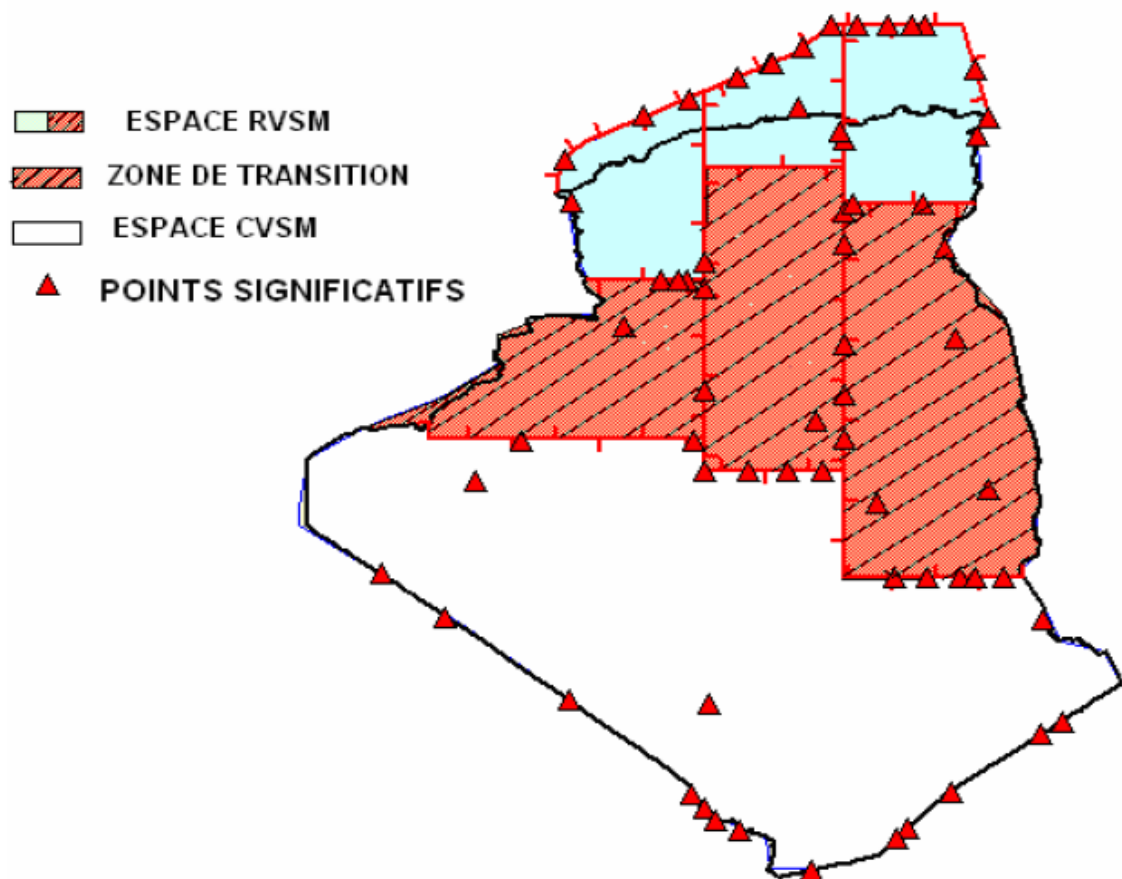 ESPACE RVSM
ZONE DE TRANSITION
ESPACE CVSM
POINTS SIGNIFICATIFS